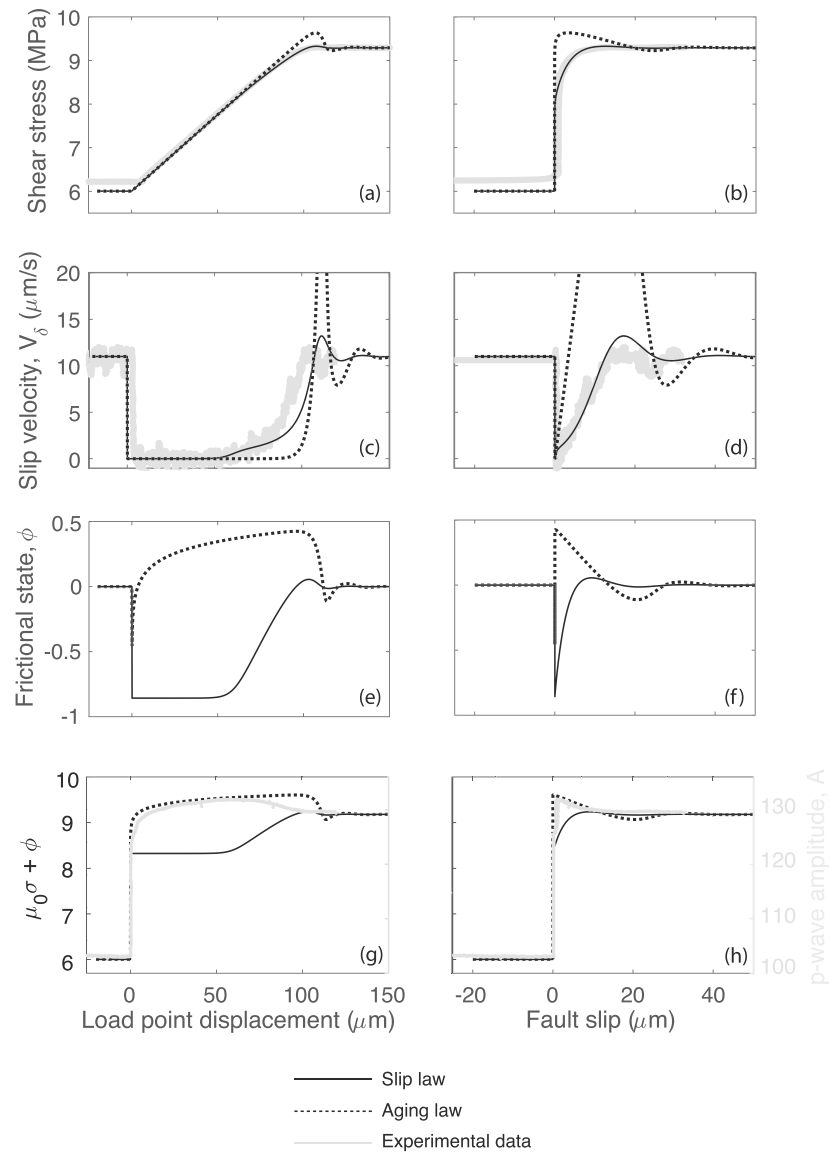 Shear stress (MPa)
10
9
8
7
6
(a)
(b)
Slip velocity, V_δ (μm/s)
20
15
10
5
0
(c)
(d)
Frictional state, ϕ
0.5
0
-0.5
-1
(e)
(f)
μ₀σ + ϕ
10
9
8
7
6
(g)
(h)
130
120
110
100
p-wave amplitude, A
0 50 100 150
-20 0 20 40
Load point displacement (μm)
Fault slip (μm)
Slip law
Aging law
Experimental data